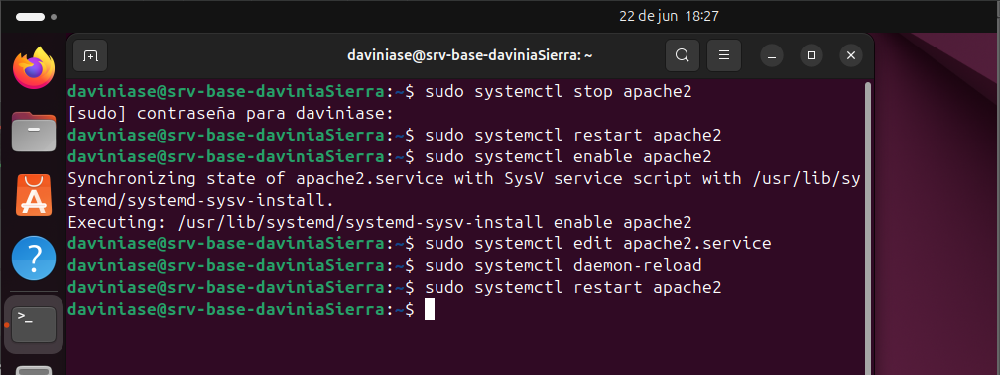 22 de jun 18:27
daviniase@srv-base-daviniaSierra: ~
daviniase@srv-base-daviniaSierra:~$ sudo systemctl stop apache2
[sudo] contraseña para daviniase:
daviniase@srv-base-daviniaSierra:~$ sudo systemctl restart apache2
daviniase@srv-base-daviniaSierra:~$ sudo systemctl enable apache2
Synchronizing state of apache2.service with SysV service script with /usr/lib/sy
stemd/systemd-sysv-install.
Executing: /usr/lib/systemd/systemd-sysv-install enable apache2
daviniase@srv-base-daviniaSierra:~$ sudo systemctl edit apache2.service
daviniase@srv-base-daviniaSierra:~$ sudo systemctl daemon-reload
daviniase@srv-base-daviniaSierra:~$ sudo systemctl restart apache2
daviniase@srv-base-daviniaSierra:~$